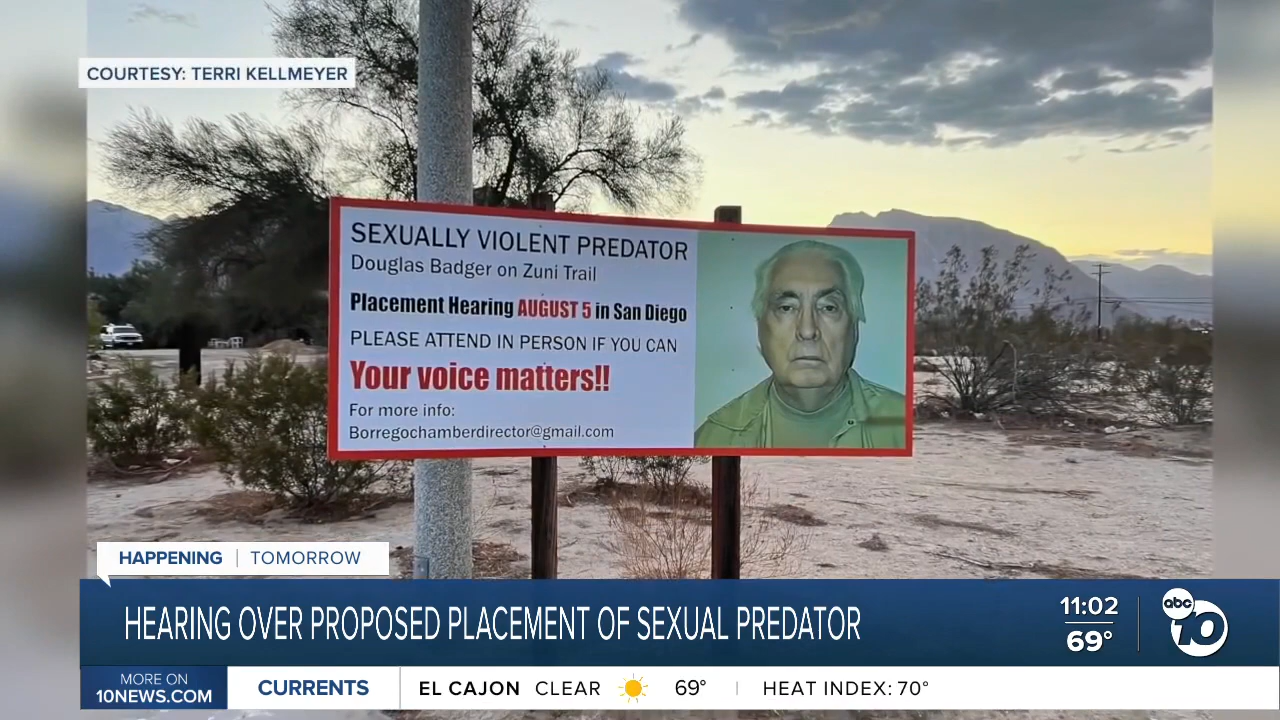 COURTESY: TERRI KELLMEYER
SEXUALLY VIOLENT PREDATOR
Douglas Badger on Zuni Trail
Placement Hearing AUGUST 5 in San Diego
PLEASE ATTEND IN PERSON IF YOU CAN
Your voice matters!!
For more info:
Borregochamberdirector@gmail.com
HAPPENING | TOMORROW
HEARING OVER PROPOSED PLACEMENT OF SEXUAL PREDATOR
11:02
69°
abc
10
MORE ON
10NEWS.COM
CURRENTS
EL CAJON CLEAR 69° | HEAT INDEX: 70°